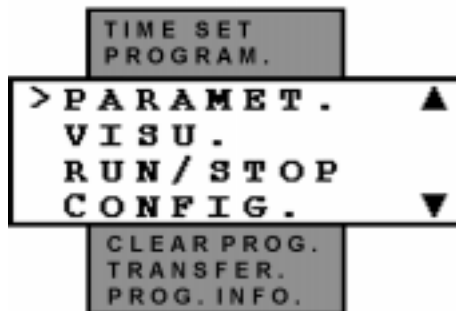 TIME SET
PROGRAM.
>PARAMET. ▲
VISU.
RUN/STOP
CONFIG. ▼
CLEAR PROG.
TRANSFER.
PROG. INFO.